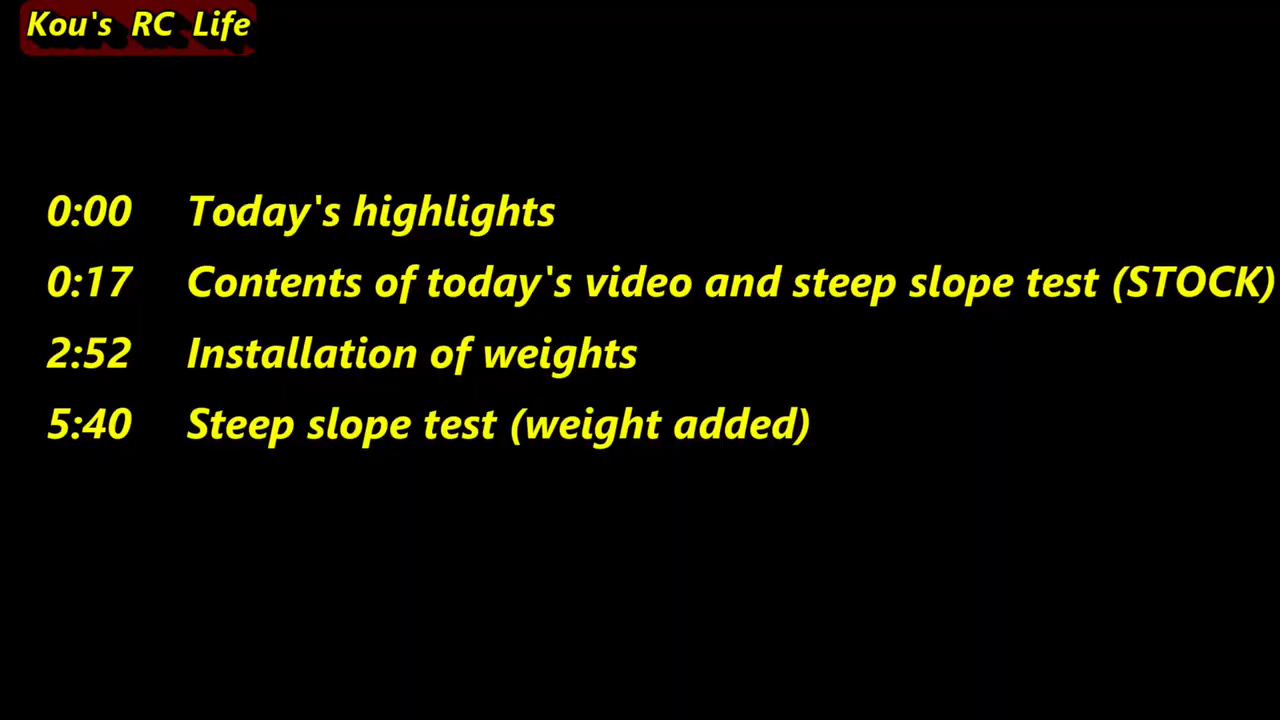 Kou's RC Life
0:00 Today's highlights
0:17 Contents of today's video and steep slope test (STOCK)
2:52 Installation of weights
5:40 Steep slope test (weight added)